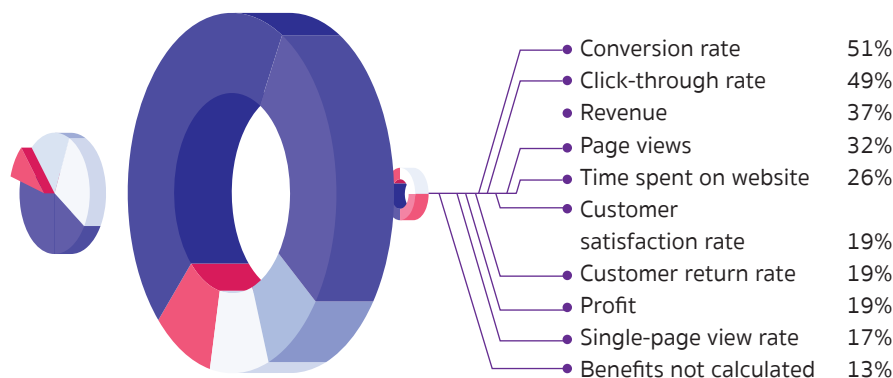 Conversion rate 51%
Click-through rate 49%
Revenue 37%
Page views 32%
Time spent on website 26%
Customer
satisfaction rate 19%
Customer return rate 19%
Profit 19%
Single-page view rate 17%
Benefits not calculated 13%